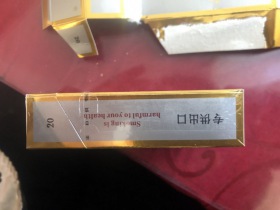 专供出口
Smoking is
harmful to your health
20